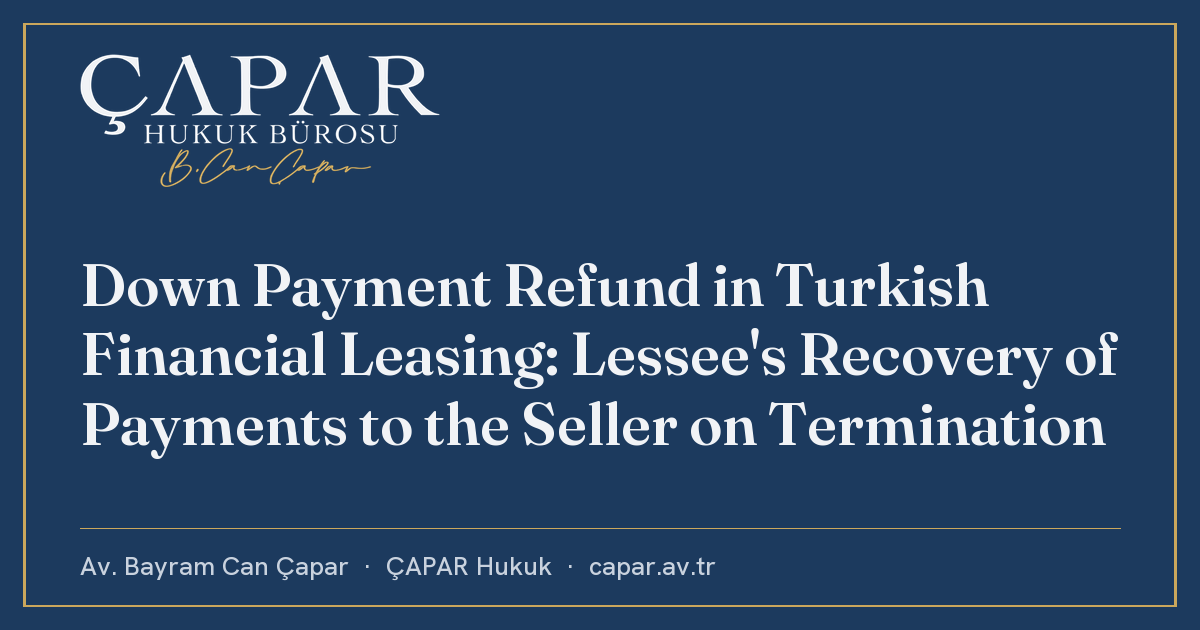 ÇAPAR
HUKUK BÜROSU
B.Can Çapar
Down Payment Refund in Turkish
Financial Leasing: Lessee's Recovery of
Payments to the Seller on Termination
Av. Bayram Can Çapar · ÇAPAR Hukuk · capar.av.tr